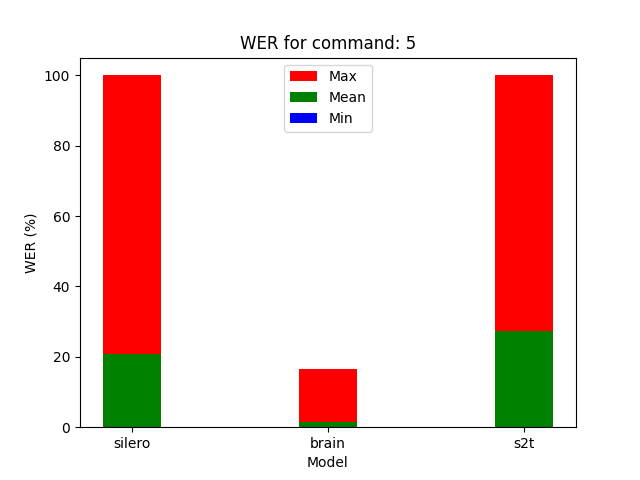 WER for command: 5
Max
Mean
Min
WER (%)
100
80
60
40
20
0
silero brain s2t
Model